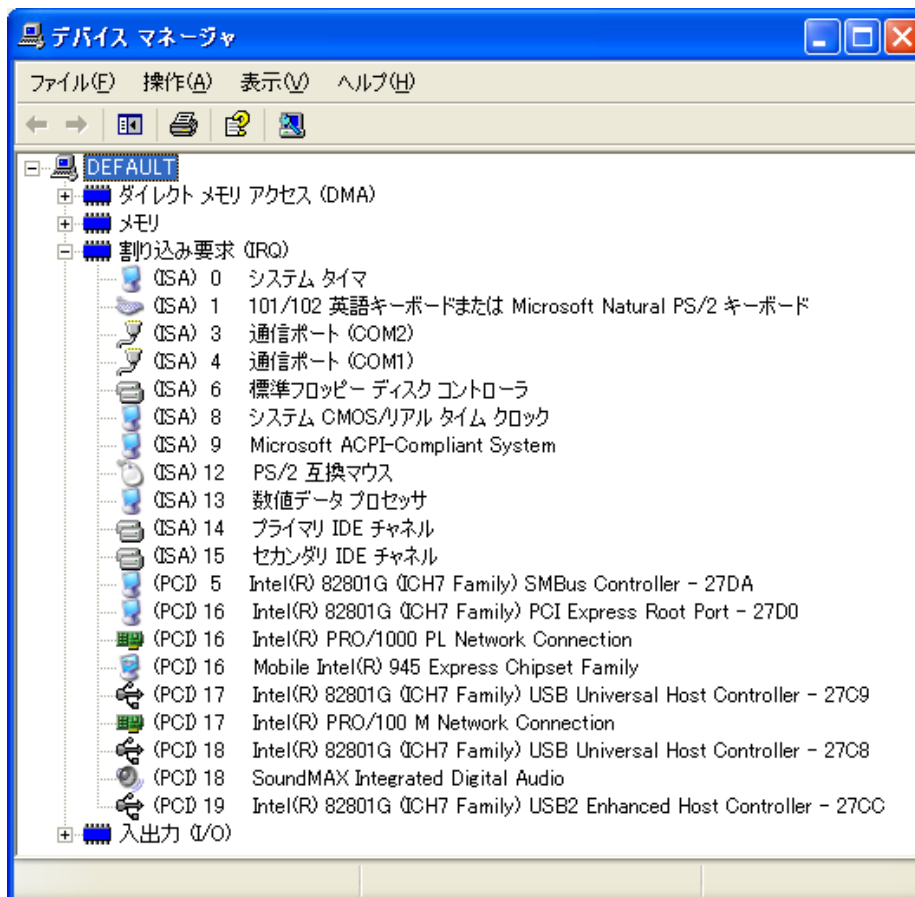 デバイス マネージャ
ファイル(F) 操作(A) 表示(V) ヘルプ(H)
DEFAULT
ダイレクト メモリ アクセス (DMA)
メモリ
割り込み要求 (IRQ)
(ISA) 0 システム タイマ
(ISA) 1 101/102 英語キーボードまたは Microsoft Natural PS/2 キーボード
(ISA) 3 通信ポート (COM2)
(ISA) 4 通信ポート (COM1)
(ISA) 6 標準フロッピー ディスク コントローラ
(ISA) 8 システム CMOS/リアル タイム クロック
(ISA) 9 Microsoft ACPI-Compliant System
(ISA) 12 PS/2 互換マウス
(ISA) 13 数値データ プロセッサ
(ISA) 14 プライマリ IDE チャネル
(ISA) 15 セカンダリ IDE チャネル
(PCI) 5 Intel(R) 82801G (ICH7 Family) SMBus Controller - 27DA
(PCI) 16 Intel(R) 82801G (ICH7 Family) PCI Express Root Port - 27D0
(PCI) 16 Intel(R) PRO/1000 PL Network Connection
(PCI) 16 Mobile Intel(R) 945 Express Chipset Family
(PCI) 17 Intel(R) 82801G (ICH7 Family) USB Universal Host Controller - 27C9
(PCI) 17 Intel(R) PRO/100 M Network Connection
(PCI) 18 Intel(R) 82801G (ICH7 Family) USB Universal Host Controller - 27C8
(PCI) 18 SoundMAX Integrated Digital Audio
(PCI) 19 Intel(R) 82801G (ICH7 Family) USB2 Enhanced Host Controller - 27CC
入出力 (I/O)